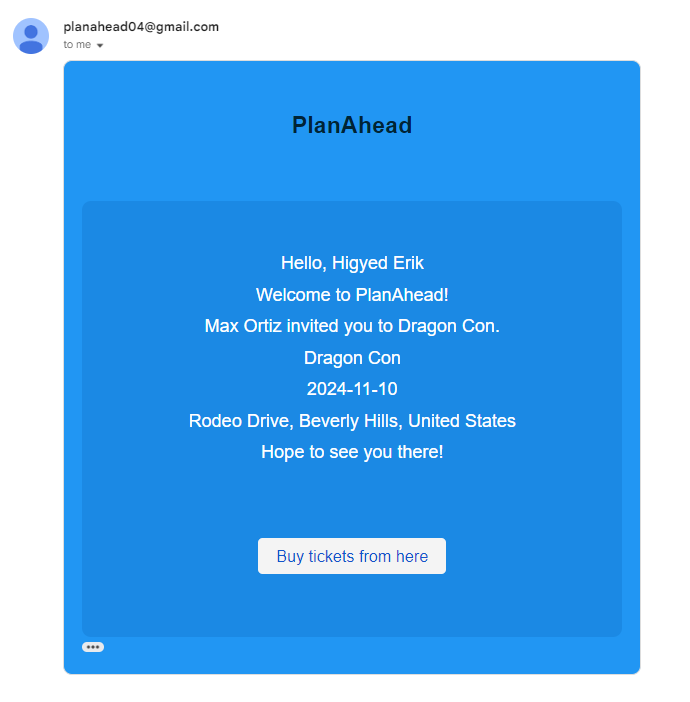 planahead04@gmail.com
to me
PlanAhead
Hello, Higyed Erik
Welcome to PlanAhead!
Max Ortiz invited you to Dragon Con.
Dragon Con
2024-11-10
Rodeo Drive, Beverly Hills, United States
Hope to see you there!
Buy tickets from here